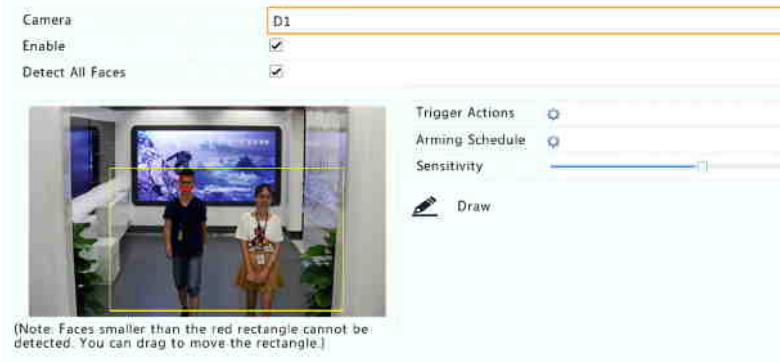 Camera
D1
Enable
Detect All Faces
Trigger Actions
Arming Schedule
Sensitivity
Draw
(Note: Faces smaller than the red rectangle cannot be
detected. You can drag to move the rectangle.)